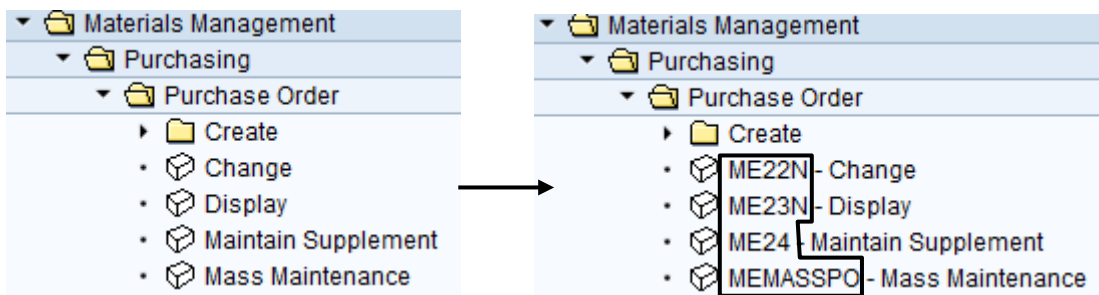 Materials Management
Purchasing
Purchase Order
Create
Change
Display
Maintain Supplement
Mass Maintenance
Materials Management
Purchasing
Purchase Order
Create
ME22N - Change
ME23N - Display
ME24 - Maintain Supplement
MEMASSPO - Mass Maintenance